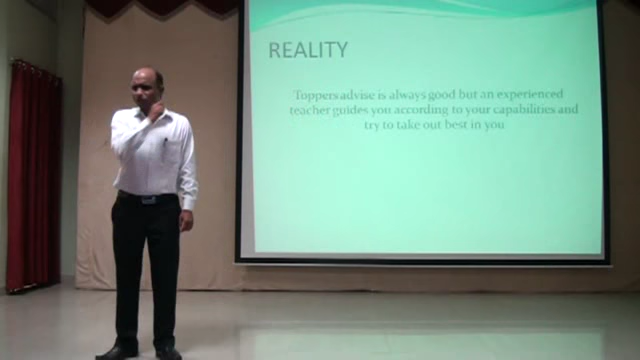 REALITY
Toppers advise is always good but an experienced
teacher guides you according to your capabilities and
try to take out best in you